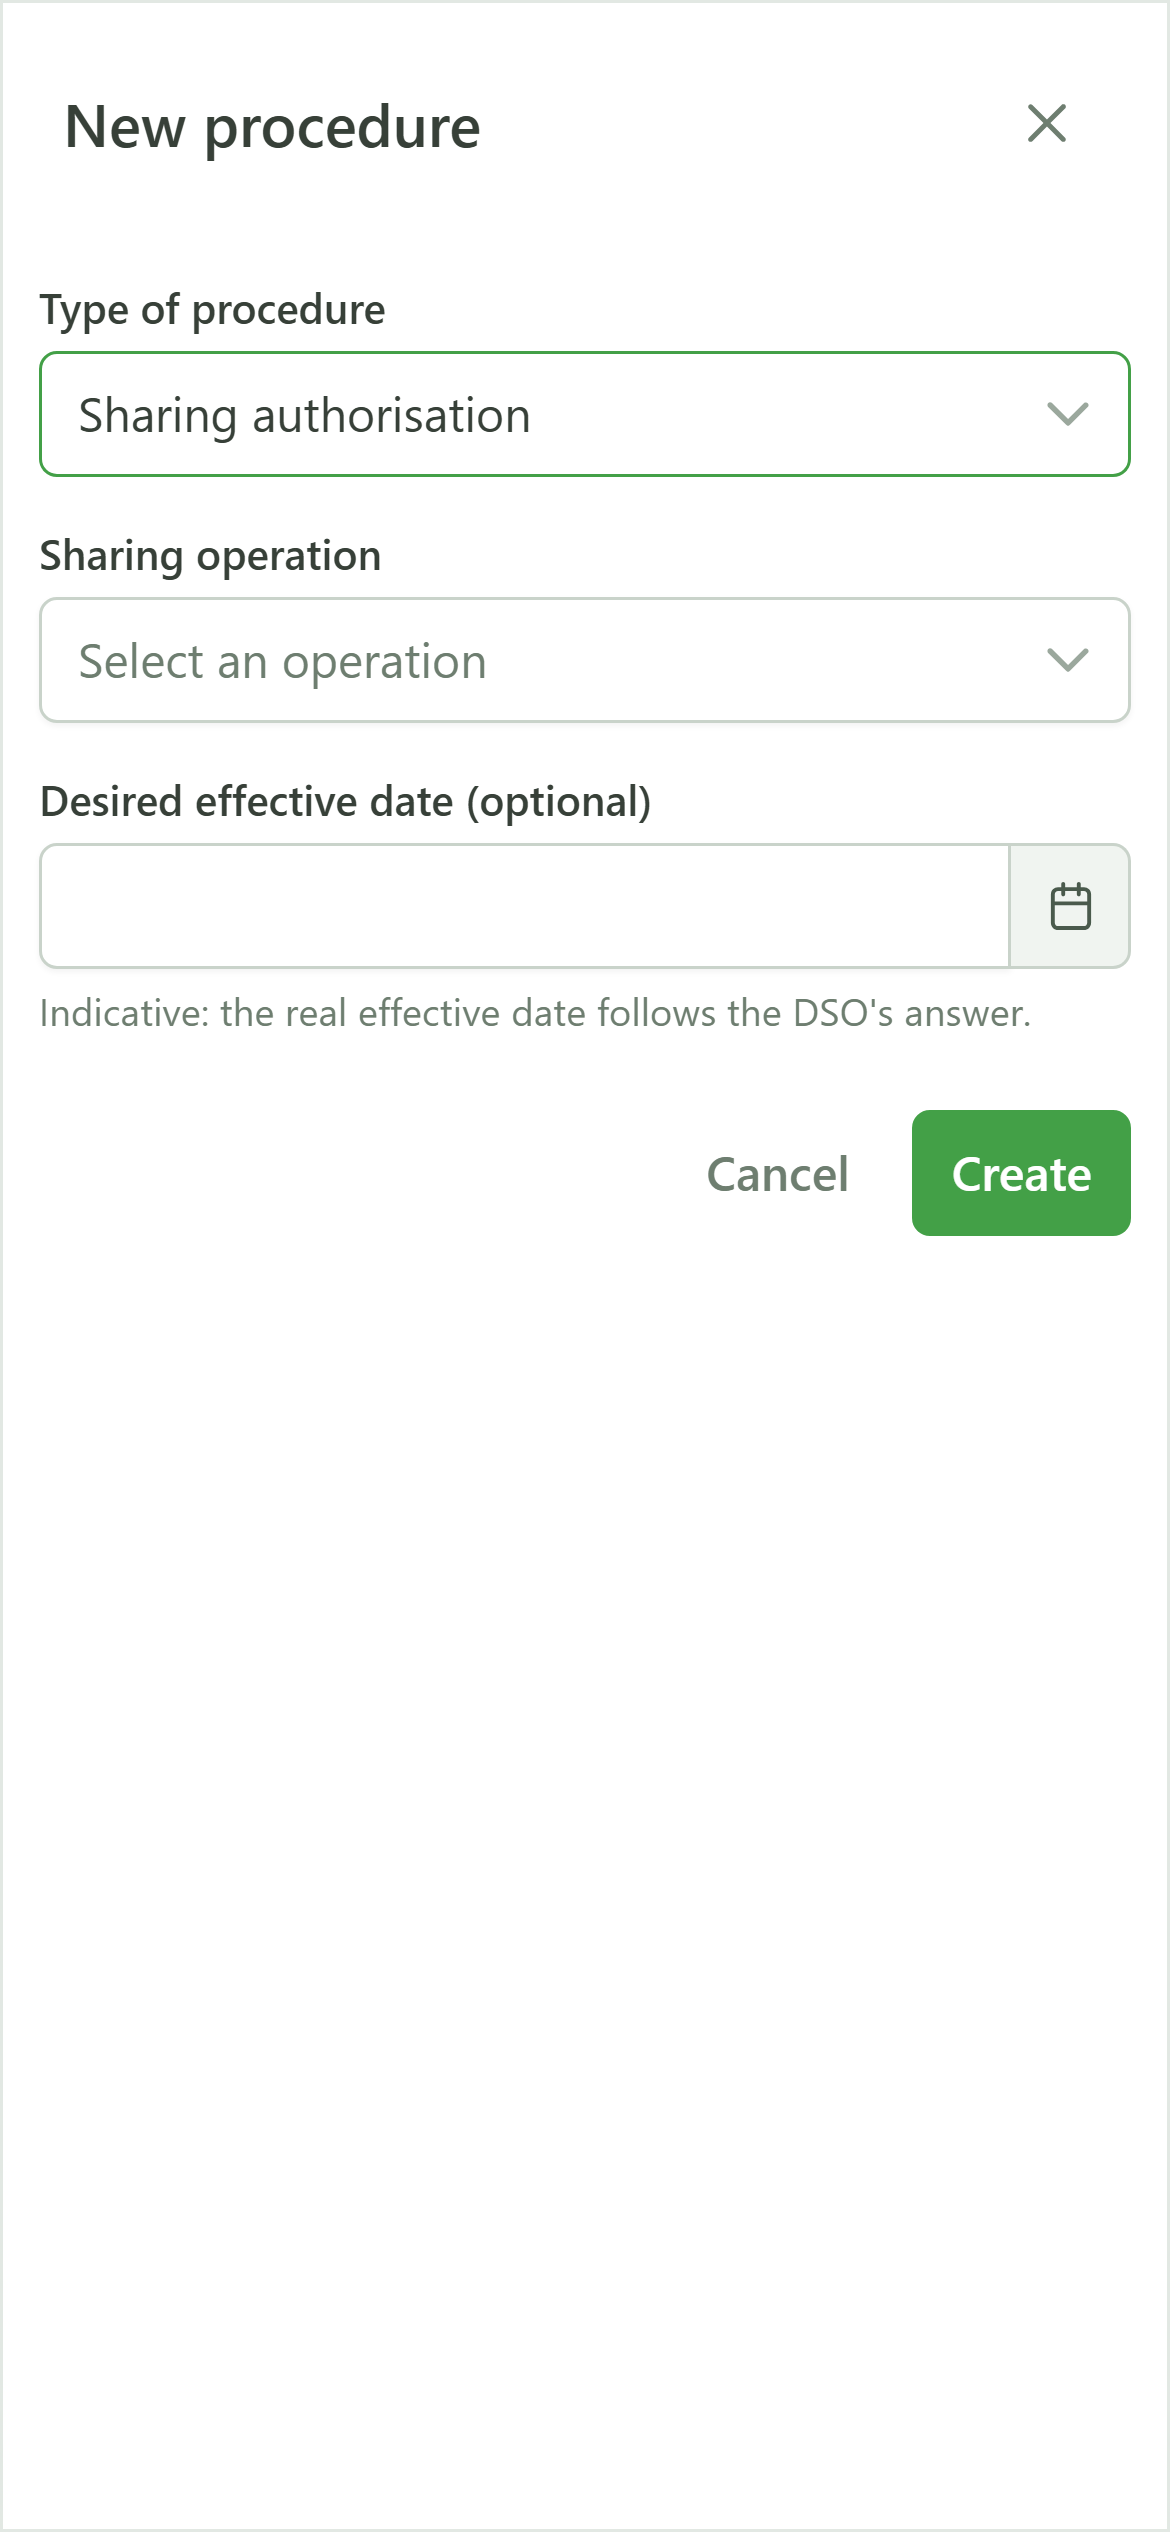 New procedure
Type of procedure
Sharing authorisation
Sharing operation
Select an operation
Desired effective date (optional)
Indicative: the real effective date follows the DSO's answer.
Cancel
Create